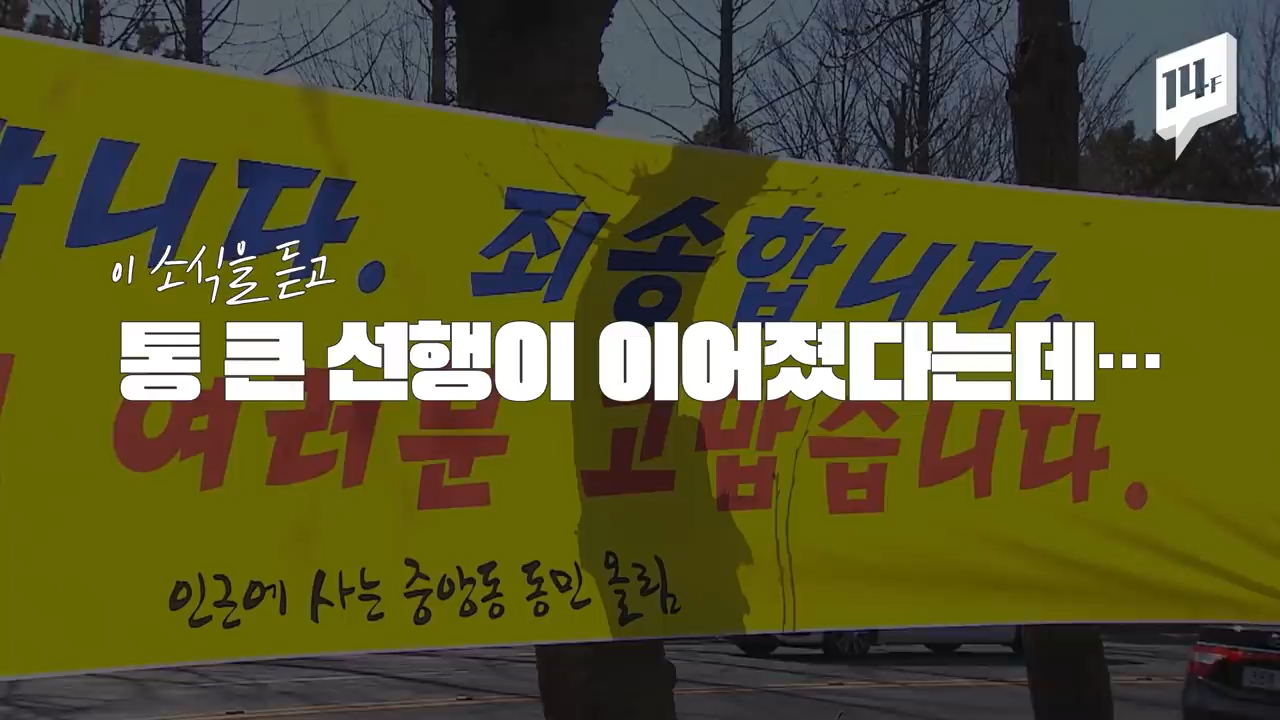 14F
니다. 죄송합니다.
이 소식을 듣고
통 큰 선행이 이어졌다는데…
여러분 고맙습니다.
인근에 사는 중앙동 동민 올림